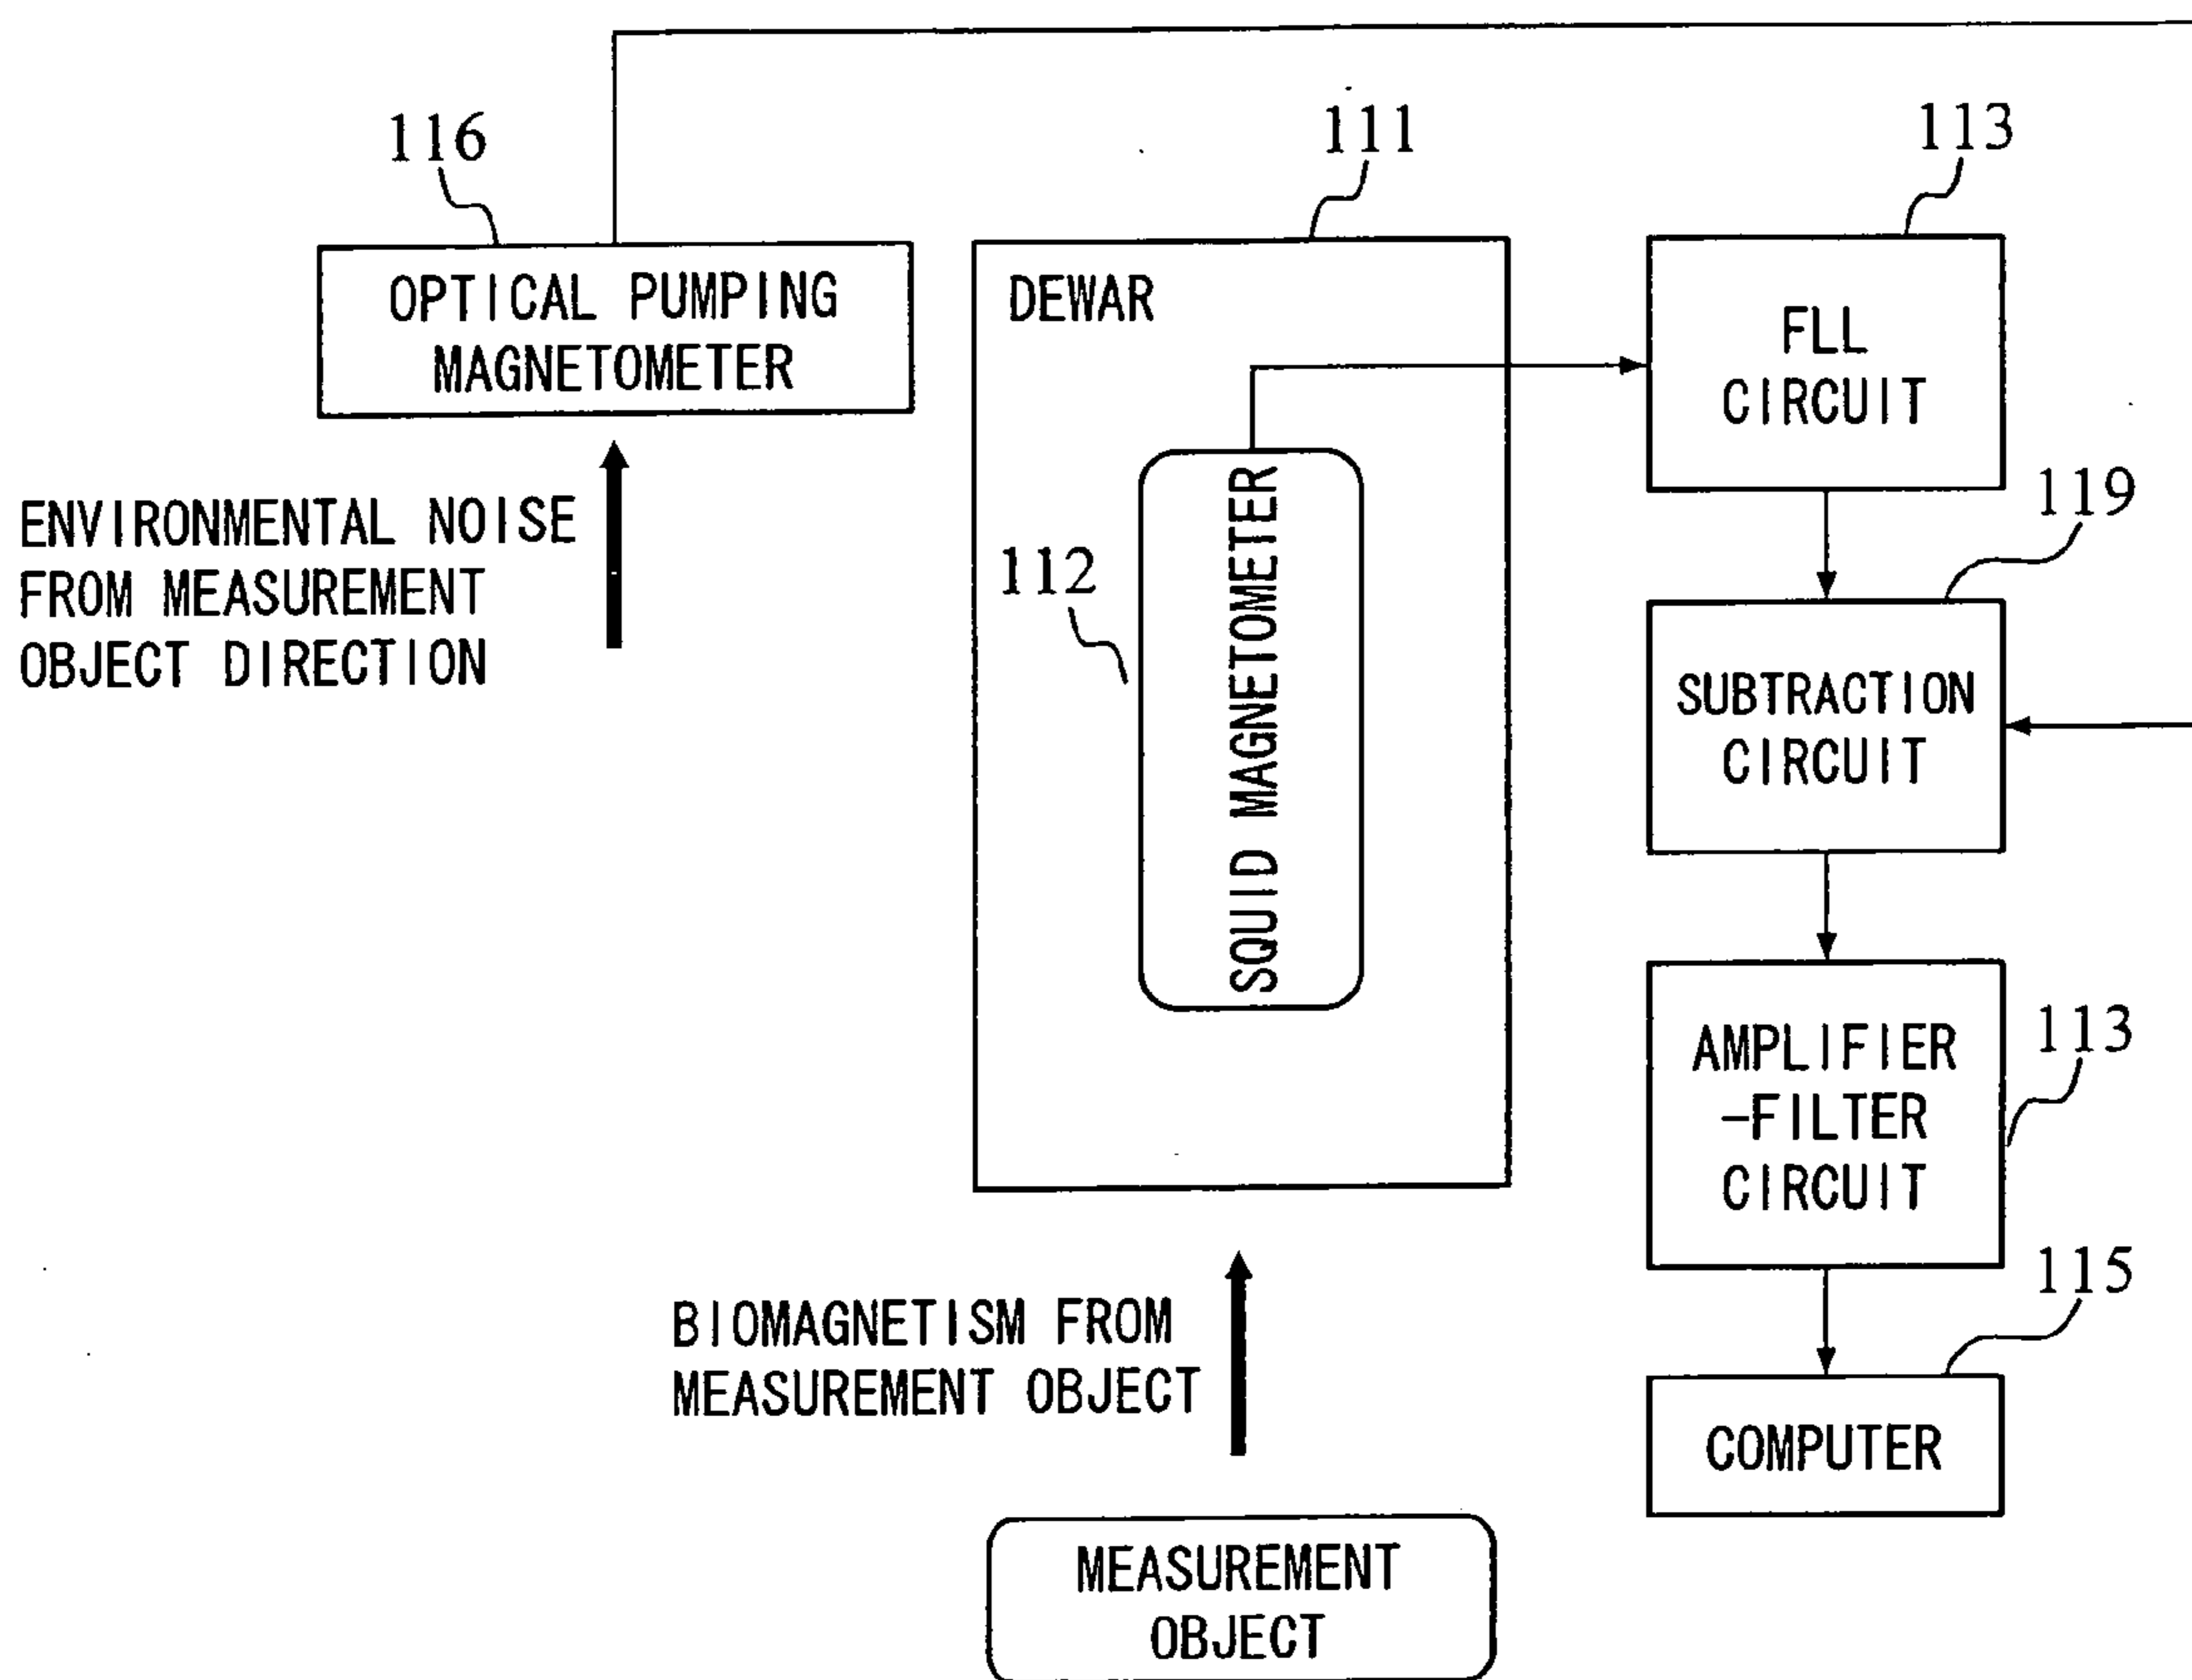 116
111
113
OPTICAL PUMPING
MAGNETOMETER
DEWAR
FLL
CIRCUIT
ENVIRONMENTAL NOISE
FROM MEASUREMENT
OBJECT DIRECTION
112
SQUID MAGNETOMETER
119
SUBTRACTION
CIRCUIT
AMPLIFIER
-FILTER
CIRCUIT
113
BIOMAGNETISM FROM
MEASUREMENT OBJECT
115
COMPUTER
MEASUREMENT
OBJECT